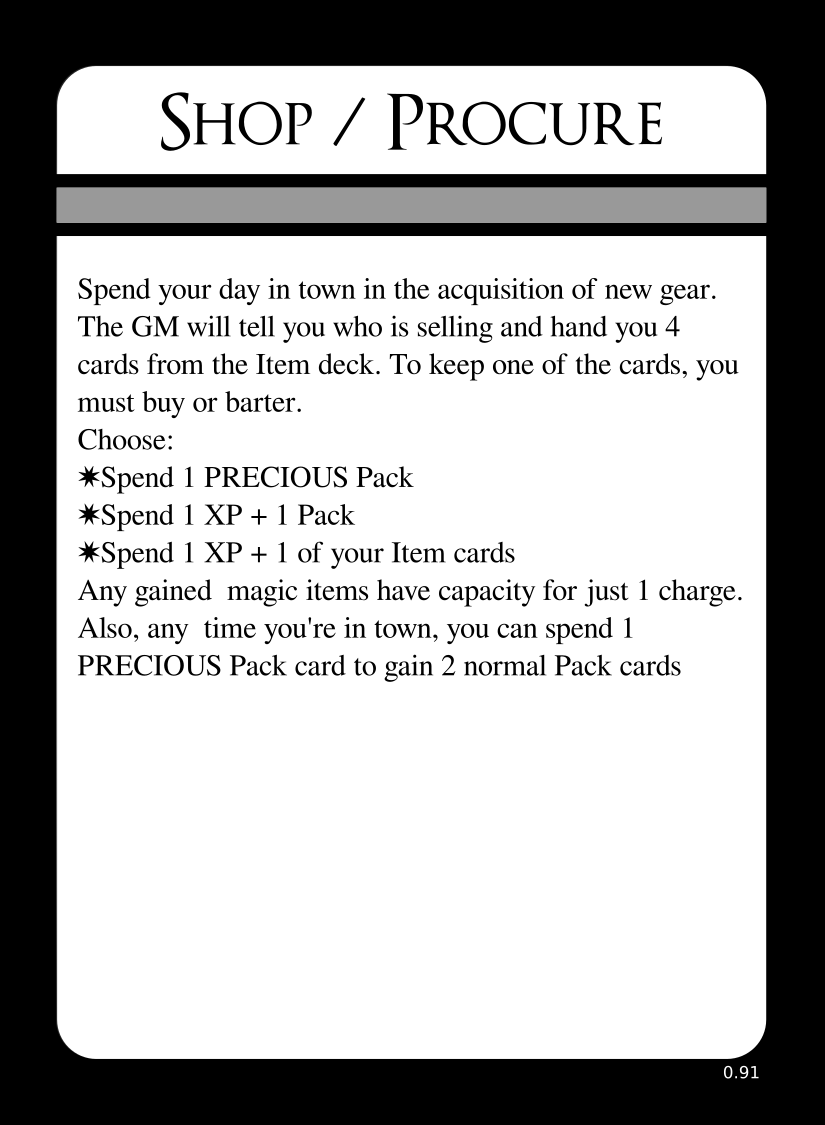 Shop / Procure
Spend your day in town in the acquisition of new gear.
The GM will tell you who is selling and hand you 4
cards from the Item deck. To keep one of the cards, you
must buy or barter.
Choose:
✷Spend 1 PRECIOUS Pack
✷Spend 1 XP + 1 Pack
✷Spend 1 XP + 1 of your Item cards
Any gained  magic items have capacity for just 1 charge.
Also, any  time you're in town, you can spend 1
PRECIOUS Pack card to gain 2 normal Pack cards
0.91